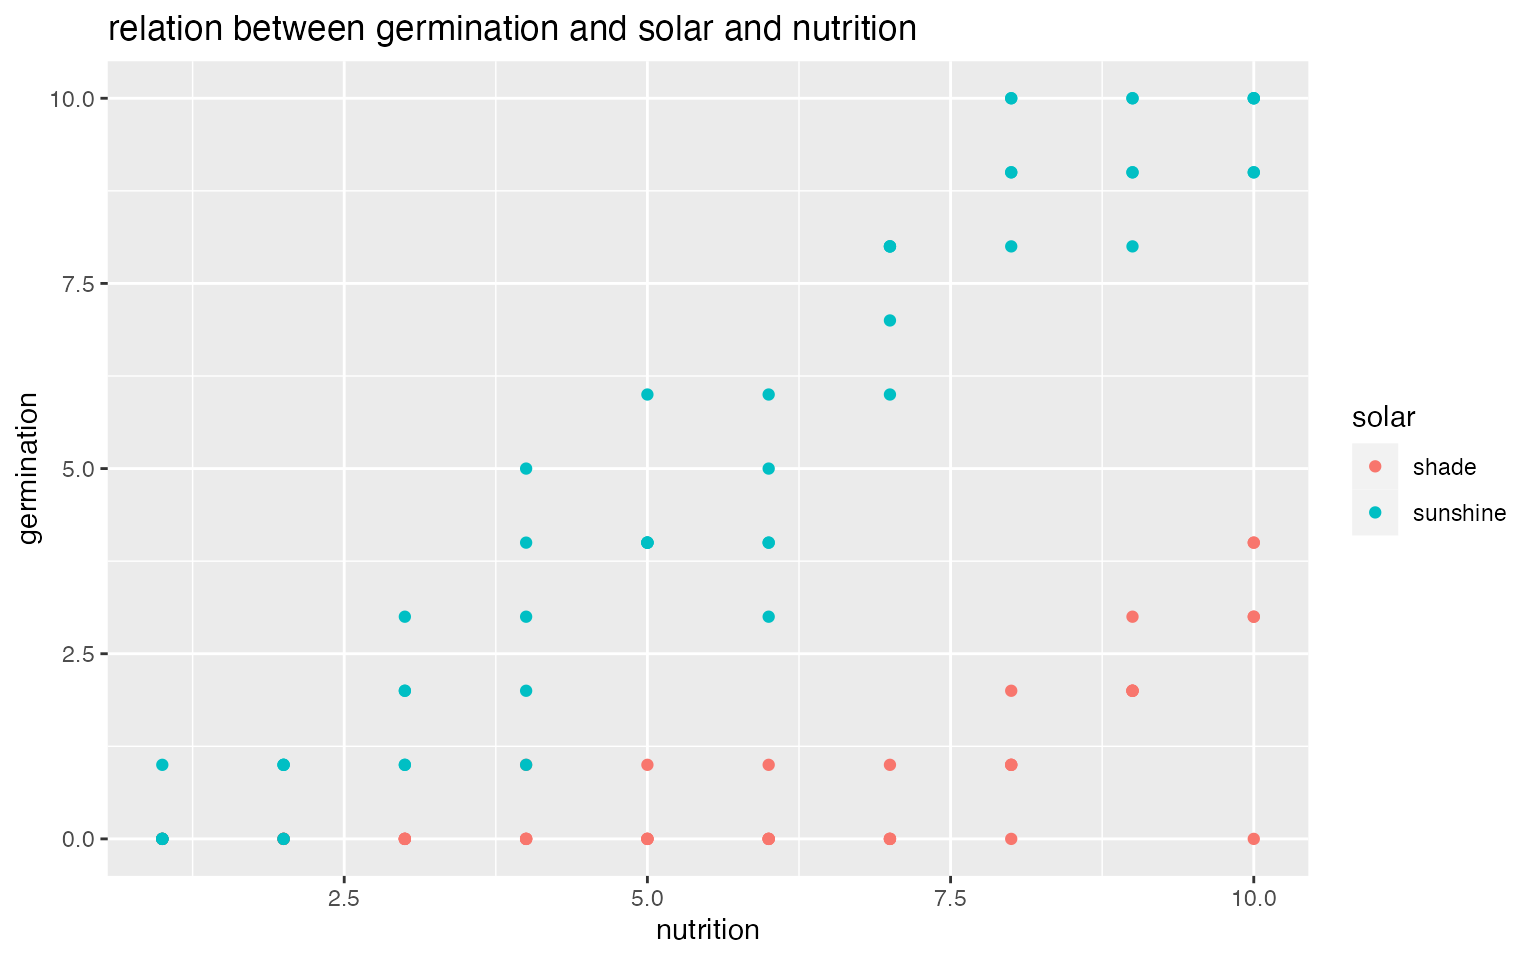 relation between germination and solar and nutrition
10.0
7.5
5.0
2.5
0.0
germination
2.5
5.0
7.5
10.0
nutrition
solar
shade
sunshine